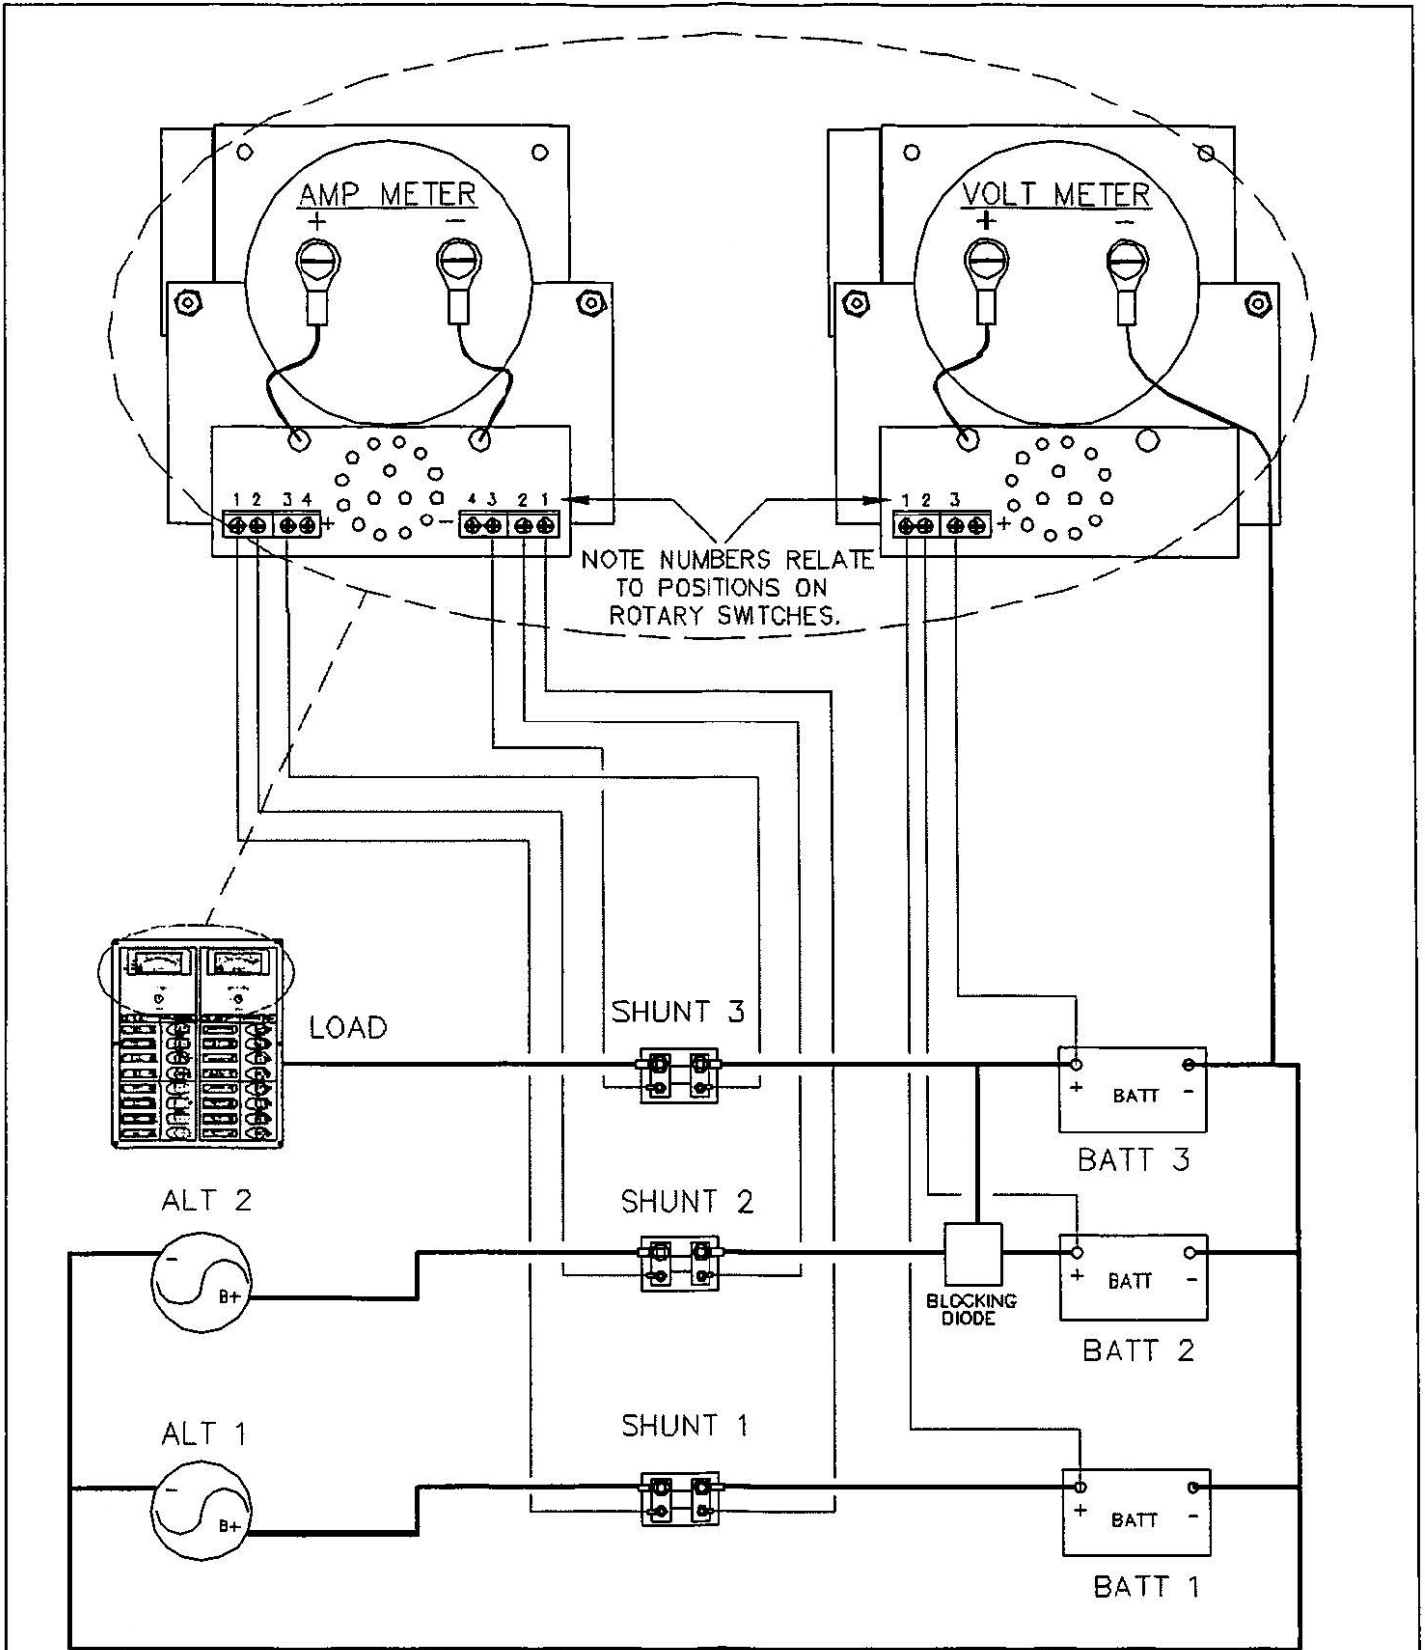 AMP METER
+ -
VOLT METER
+ -
1 2 3 4
+
-
4 3 2 1
1 2 3
+
NOTE NUMBERS RELATE
TO POSITIONS ON
ROTARY SWITCHES.
LOAD
SHUNT 3
+ BATT -
BATT 3
ALT 2
-
B+
SHUNT 2
BLOCKING
DIODE
+ BATT -
BATT 2
ALT 1
-
B+
SHUNT 1
+ BATT -
BATT 1